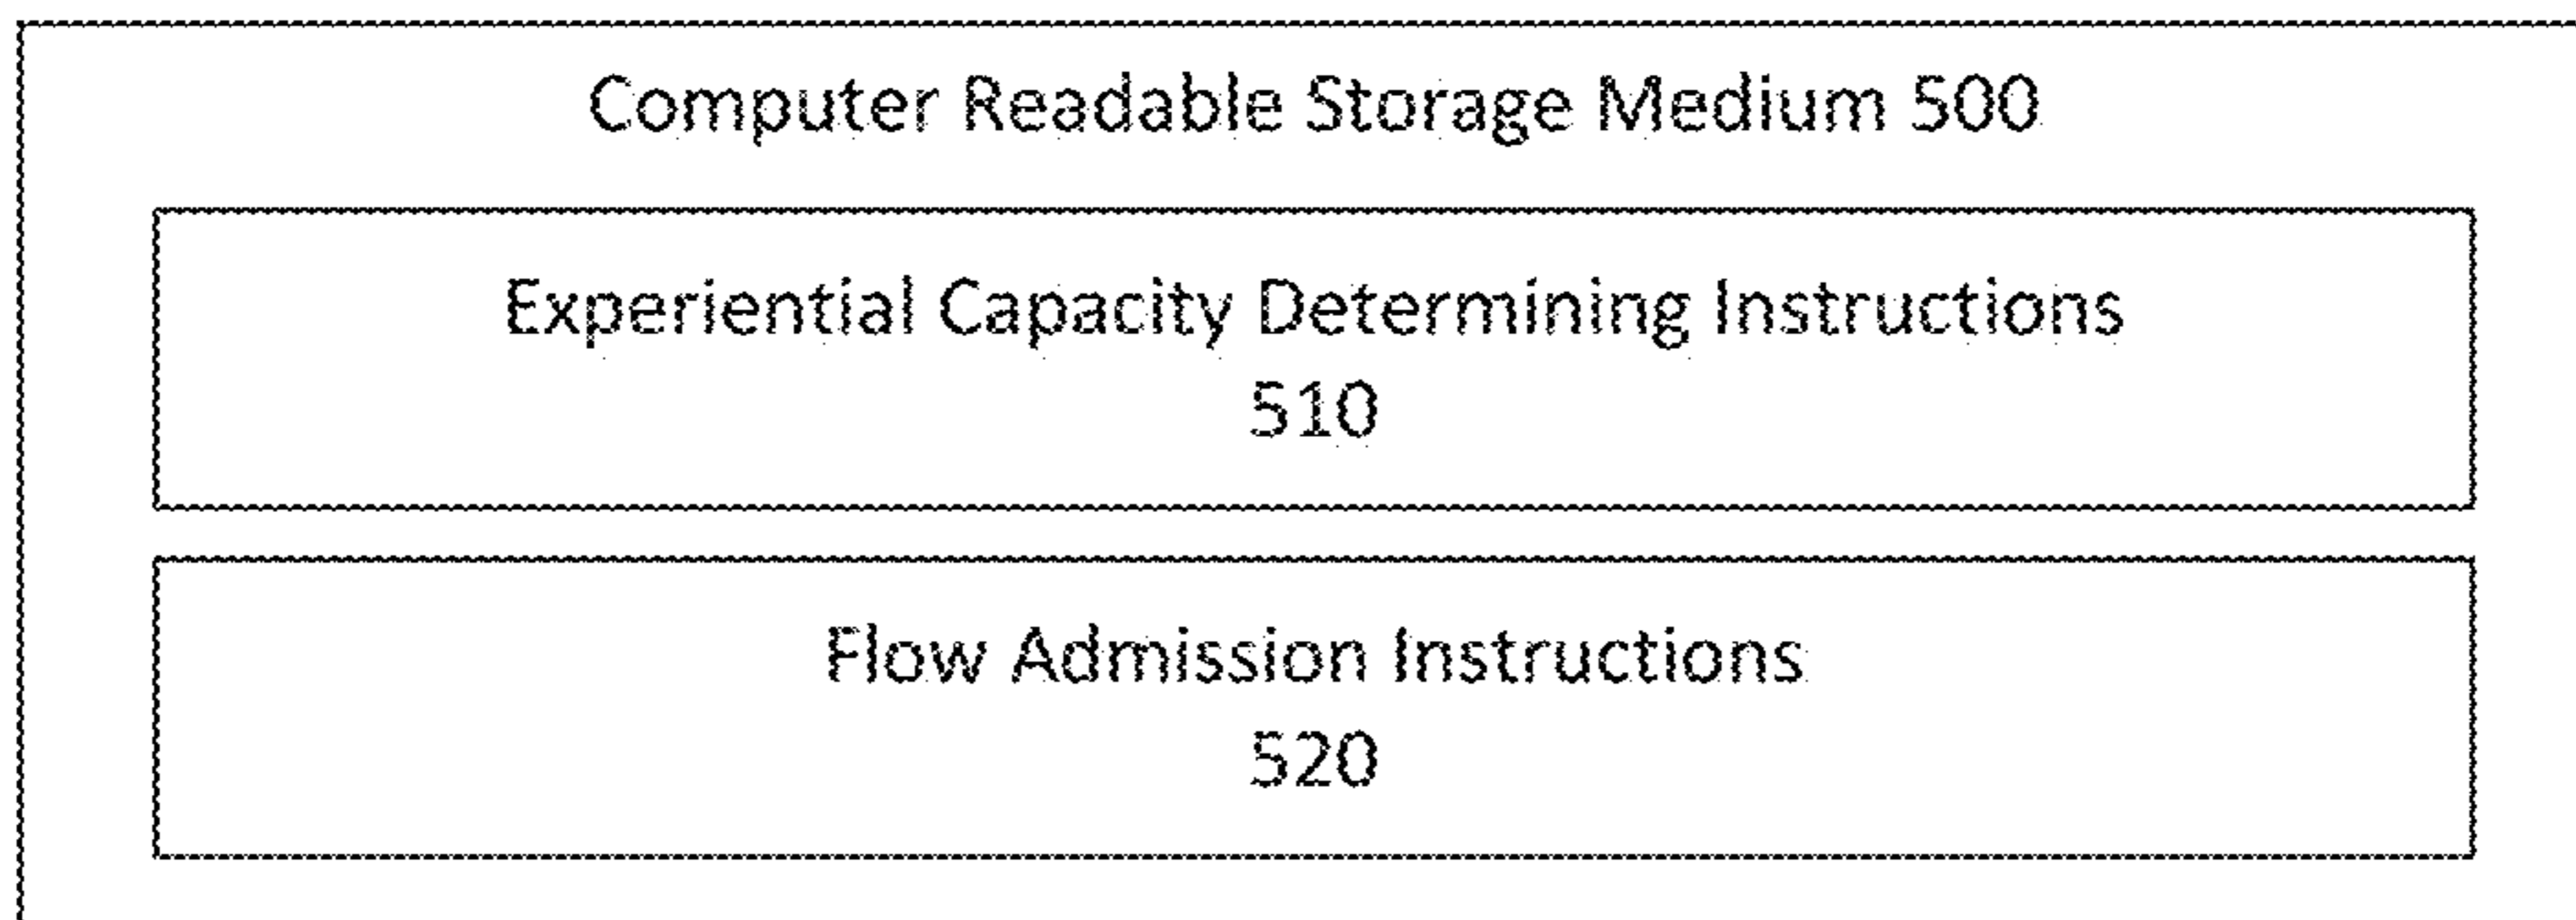 Computer Readable Storage Medium 500
Experiential Capacity Determining Instructions
510
Flow Admission Instructions
520